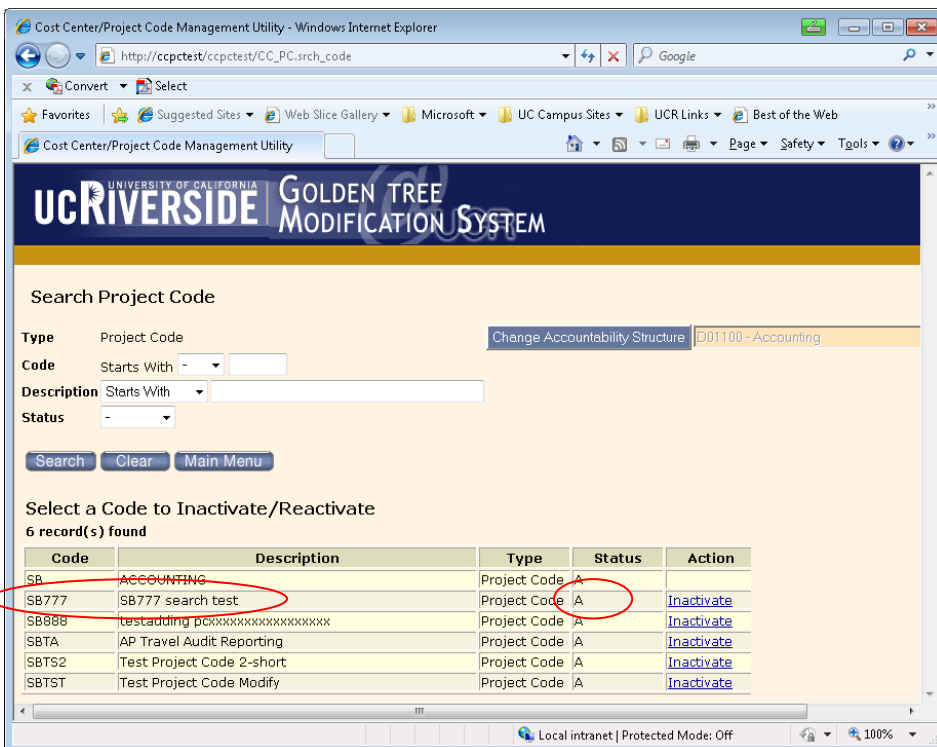 Cost Center/Project Code Management Utility - Windows Internet Explorer
http://ccpctest/ccpctest/CC_PC.srch_code
Google
x Convert Select
Favorites Suggested Sites Web Slice Gallery Microsoft UC Campus Sites UCR Links Best of the Web »
Cost Center/Project Code Management Utility Page Safety Tools »
UNIVERSITY OF CALIFORNIA
UCRIVERSIDE GOLDEN TREE MODIFICATION SYSTEM
@UCR
Search Project Code
Type Project Code Change Accountability Structure D01100 - Accounting
Code Starts With -
Description Starts With
Status -
Search Clear Main Menu
Select a Code to Inactivate/Reactivate
6 record(s) found
Code Description Type Status Action
SB ACCOUNTING Project Code A
SB777 SB777 search test Project Code A Inactivate
SB888 testadding pcxxxxxxxxxxxxxxxxxx Project Code A Inactivate
SBTA AP Travel Audit Reporting Project Code A Inactivate
SBTS2 Test Project Code 2-short Project Code A Inactivate
SBTST Test Project Code Modify Project Code A Inactivate
Local intranet | Protected Mode: Off 100%